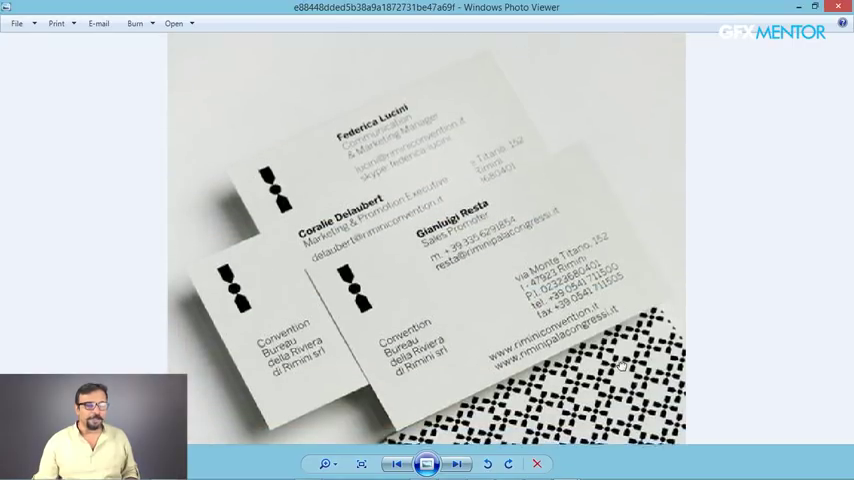 e88448dded5b38a9a1872731be47a69f - Windows Photo Viewer
File Print E-mail Burn Open
GFXMENTOR
Federica Lucini
Communication
& Marketing Manager
lucini@riminiconvention.it
skype: federica.lucini
Titano, 152
Rimini
680401
Coralie Delaubert
Marketing & Promotion Executive
delaubert@riminiconvention.it
Gianluigi Resta
Sales Promoter
m. +39 335 6291854
resta@riminipalacongressi.it
via Monte Titano, 152
I - 47923 Rimini
P.I. 02323680401
tel. +39 0541 711500
fax +39 0541 711505
www.riminiconvention.it
www.riminipalacongressi.it
Convention
Bureau
della Riviera
di Rimini srl
Convention
Bureau
della Riviera
di Rimini srl